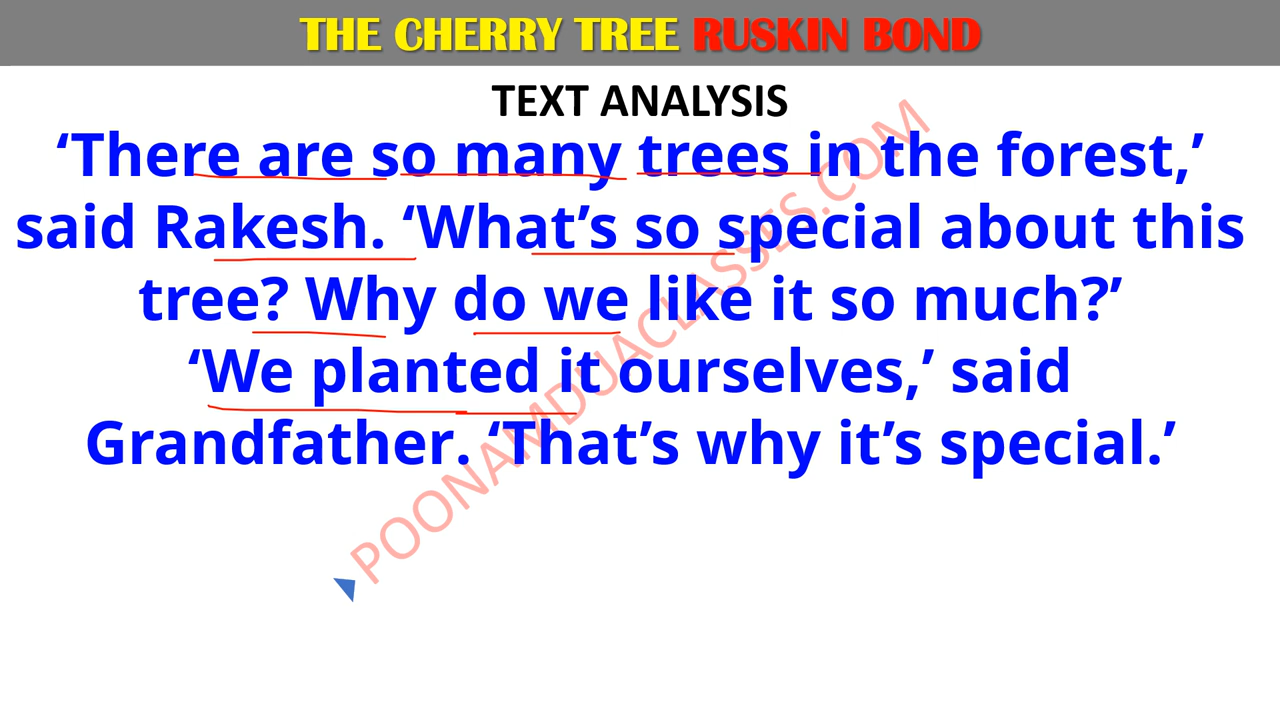 THE CHERRY TREE RUSKIN BOND
TEXT ANALYSIS
‘There are so many trees in the forest,’
said Rakesh. ‘What’s so special about this
tree? Why do we like it so much?’
‘We planted it ourselves,’ said
Grandfather. ‘That’s why it’s special.’
POONAMDUACLASSES.COM